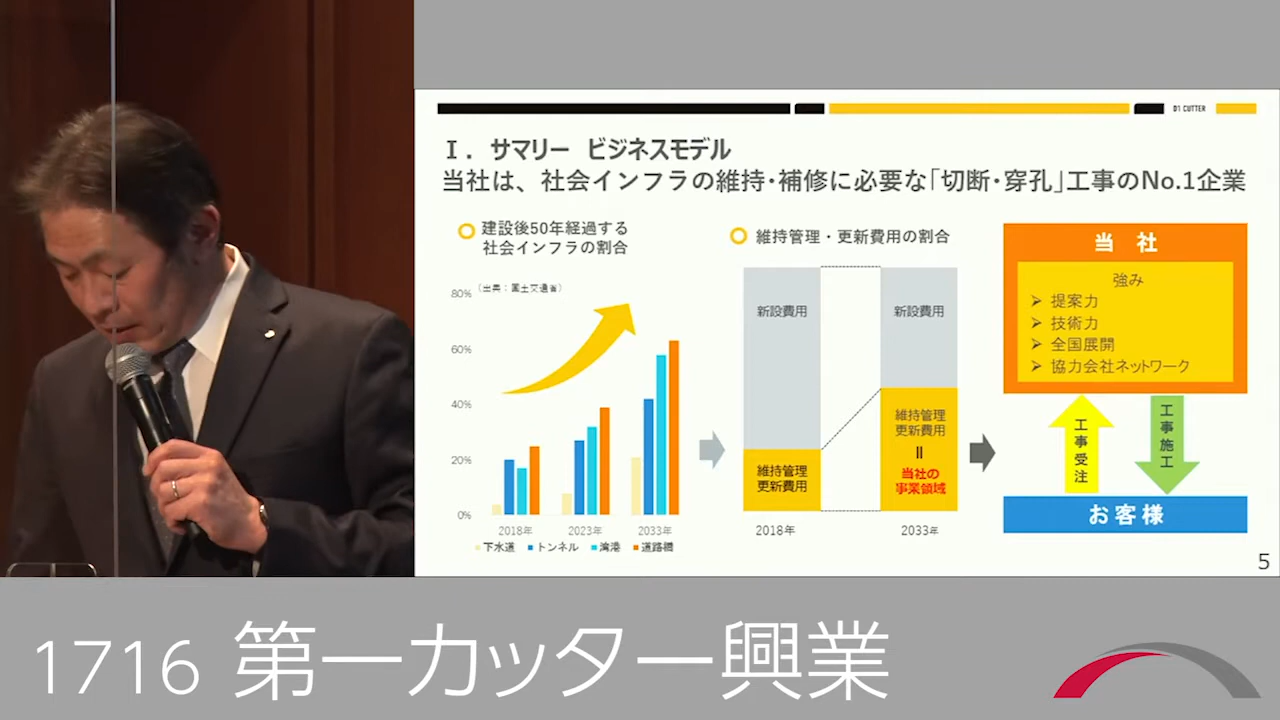 D1 CUTTER
Ⅰ．サマリー ビジネスモデル
当社は、社会インフラの維持・補修に必要な「切断・穿孔」工事のNo.1企業
建設後50年経過する
社会インフラの割合
（出典：国土交通省）
80%
60%
40%
20%
0%
2018年
2023年
2033年
下水道
トンネル
湾港
道路橋
維持管理・更新費用の割合
新設費用
維持管理
更新費用
2018年
新設費用
維持管理
更新費用
||
当社の
事業領域
2033年
当 社
強み
➢ 提案力
➢ 技術力
➢ 全国展開
➢ 協力会社ネットワーク
工事受注
工事施工
お客様
5
1716 第一カッター興業